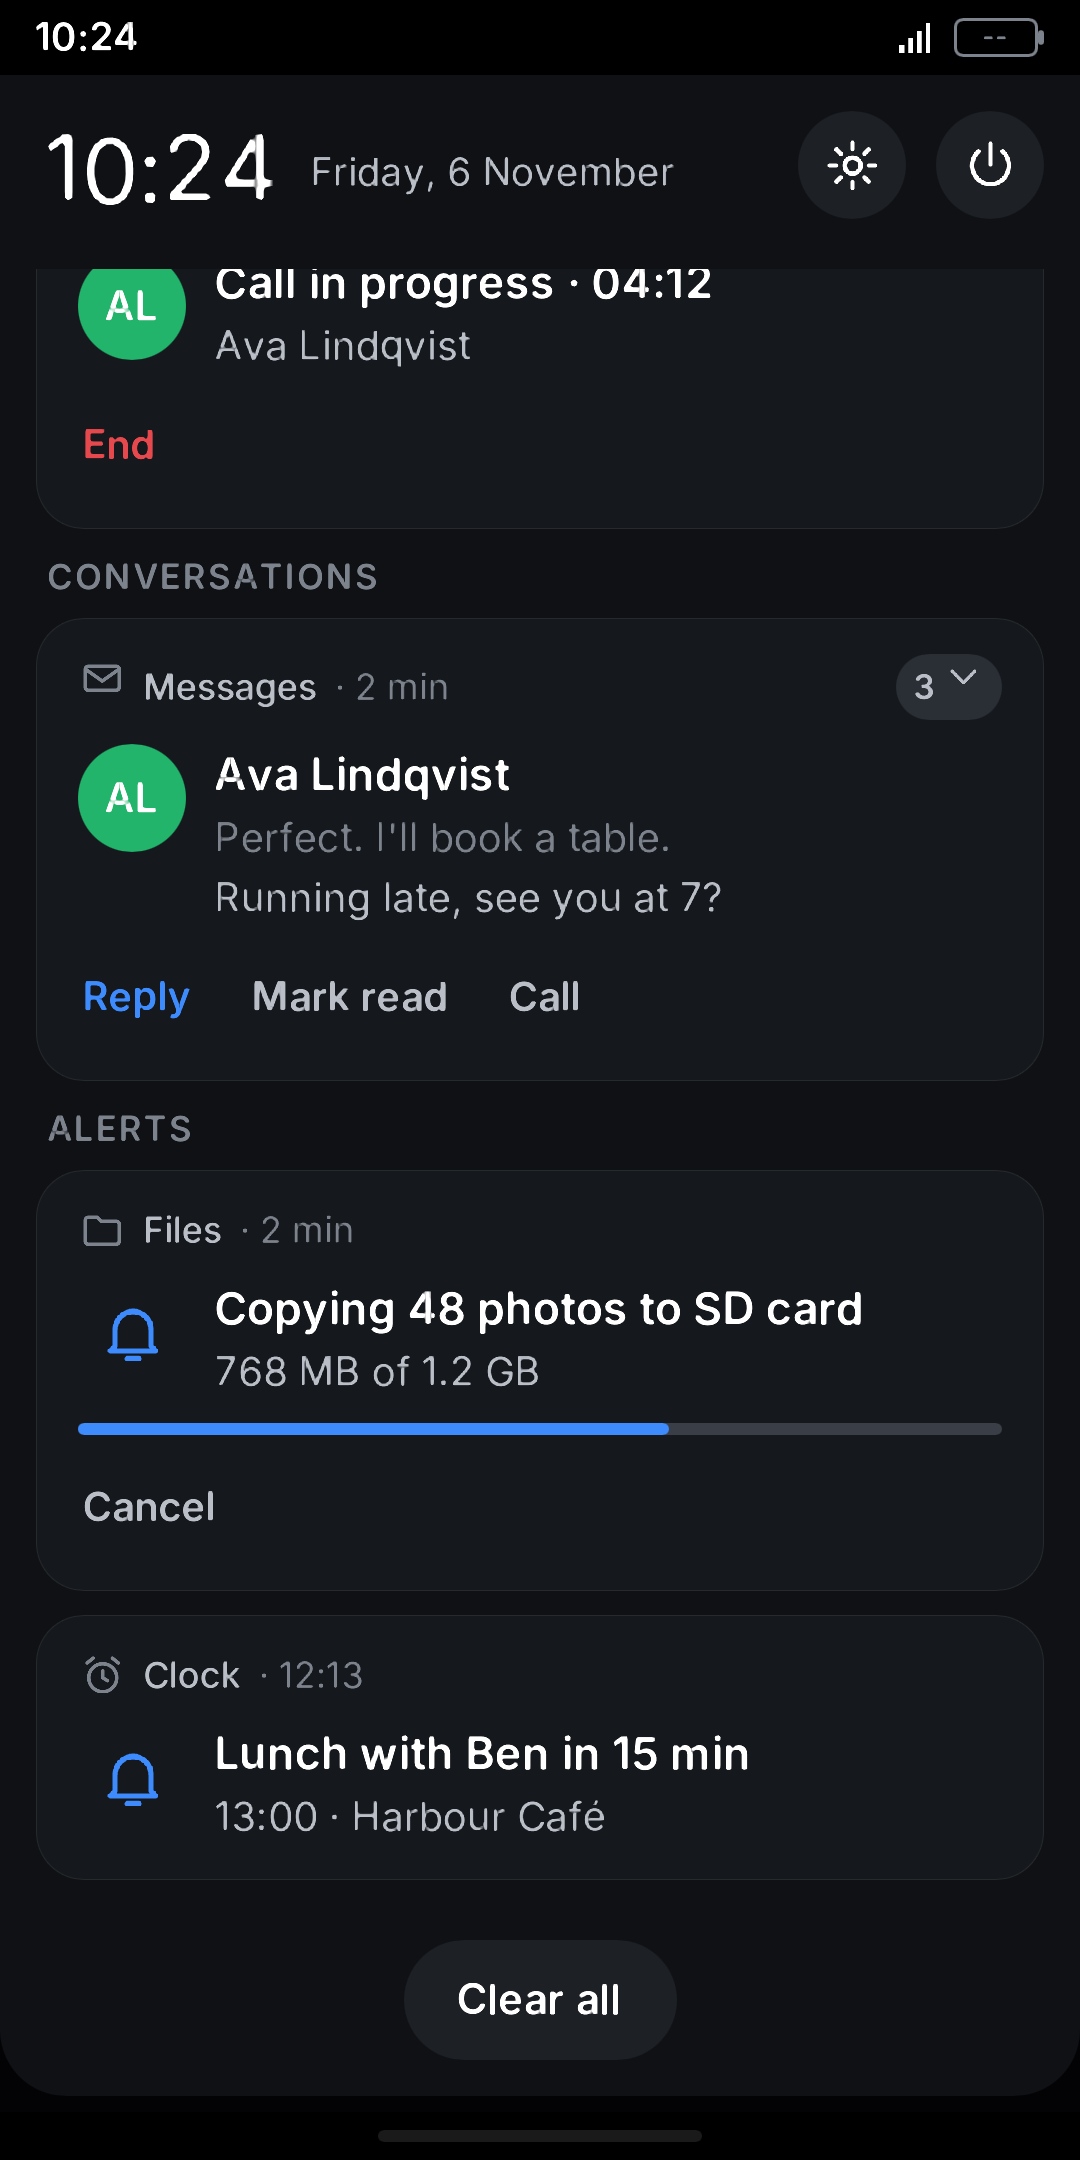 10:24
--
10:24 Friday, 6 November
Call in progress · 04:12
AL
Ava Lindqvist
End
CONVERSATIONS
Messages · 2 min
3
Ava Lindqvist
AL
Perfect. I'll book a table.
Running late, see you at 7?
Reply Mark read Call
ALERTS
Files · 2 min
Copying 48 photos to SD card
768 MB of 1.2 GB
Cancel
Clock · 12:13
Lunch with Ben in 15 min
13:00 · Harbour Café
Clear all